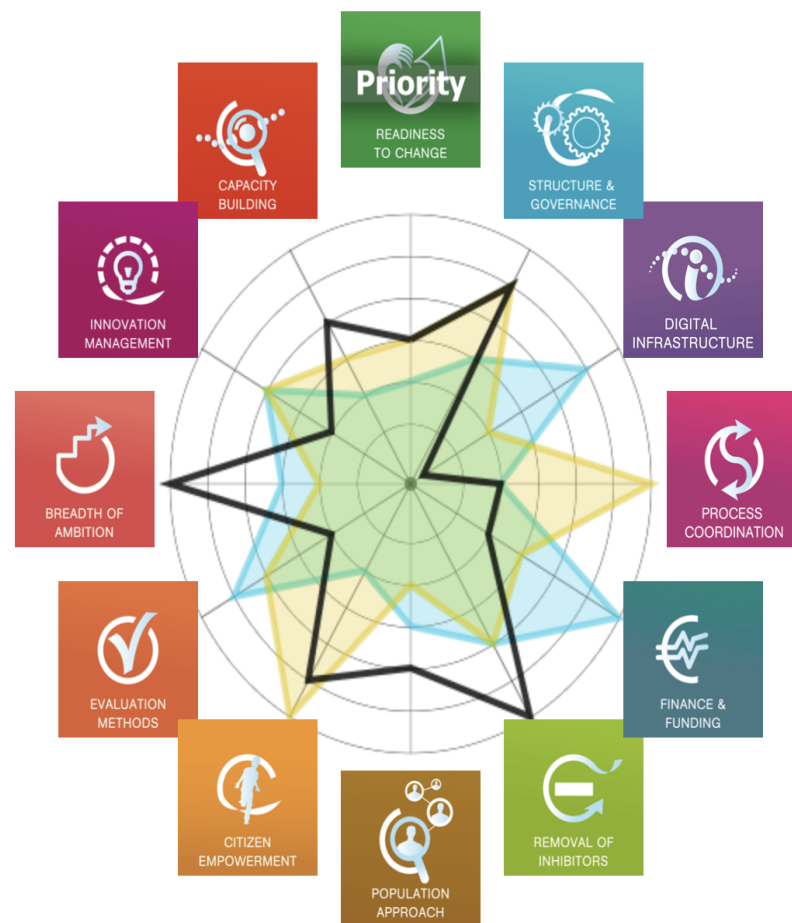 Priority
READINESS
TO CHANGE
STRUCTURE &
GOVERNANCE
DIGITAL
INFRASTRUCTURE
PROCESS
COORDINATION
FINANCE &
FUNDING
REMOVAL OF
INHIBITORS
POPULATION
APPROACH
CITIZEN
EMPOWERMENT
EVALUATION
METHODS
BREADTH OF
AMBITION
INNOVATION
MANAGEMENT
CAPACITY
BUILDING